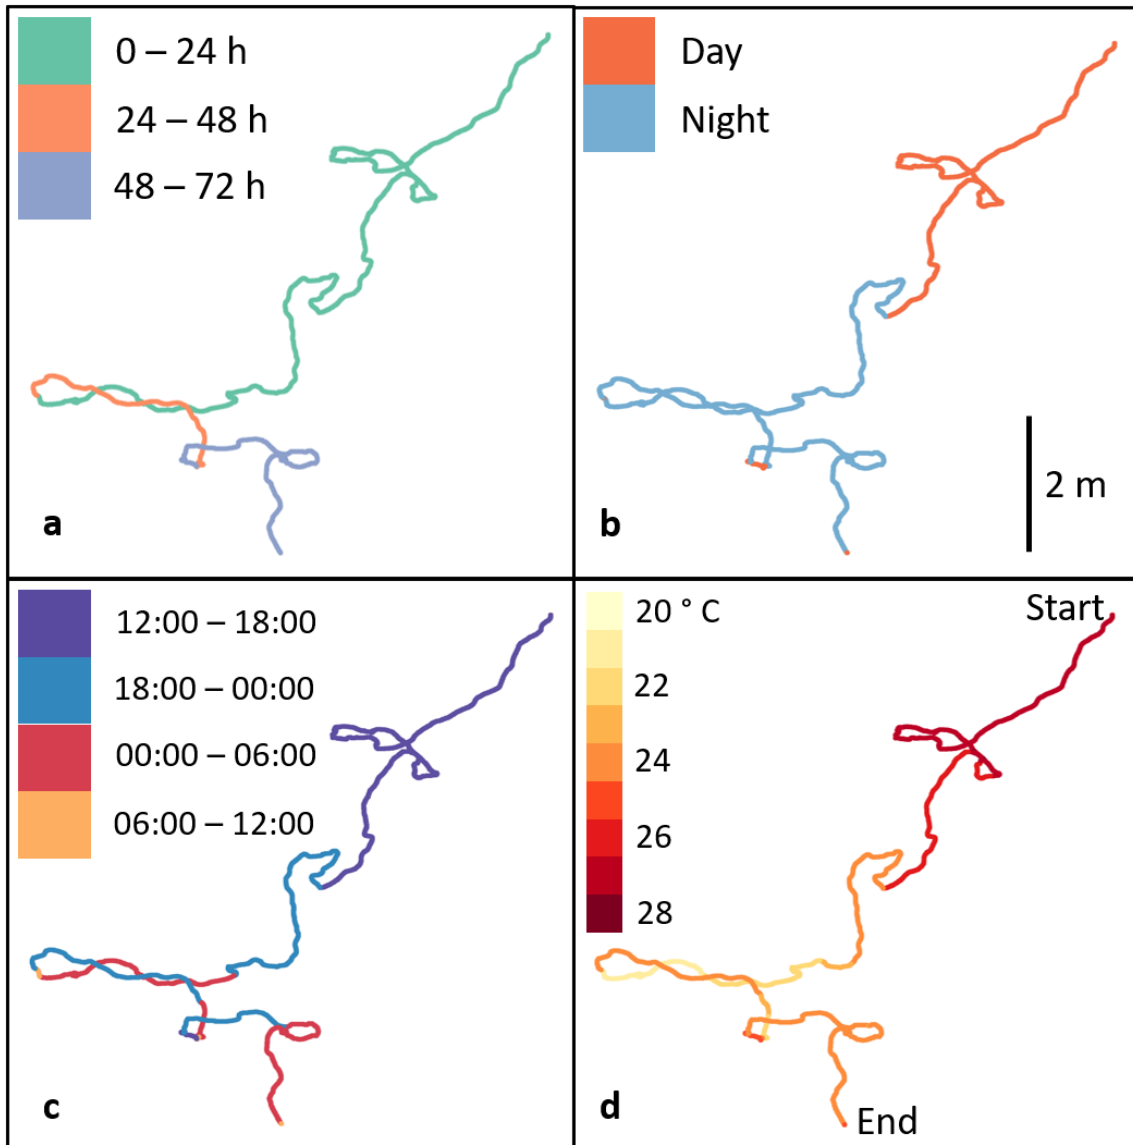 0 – 24 h
24 – 48 h
48 – 72 h
a
Day
Night
2 m
b
12:00 – 18:00
18:00 – 00:00
00:00 – 06:00
06:00 – 12:00
c
20 ° C
Start
22
24
26
28
d
End